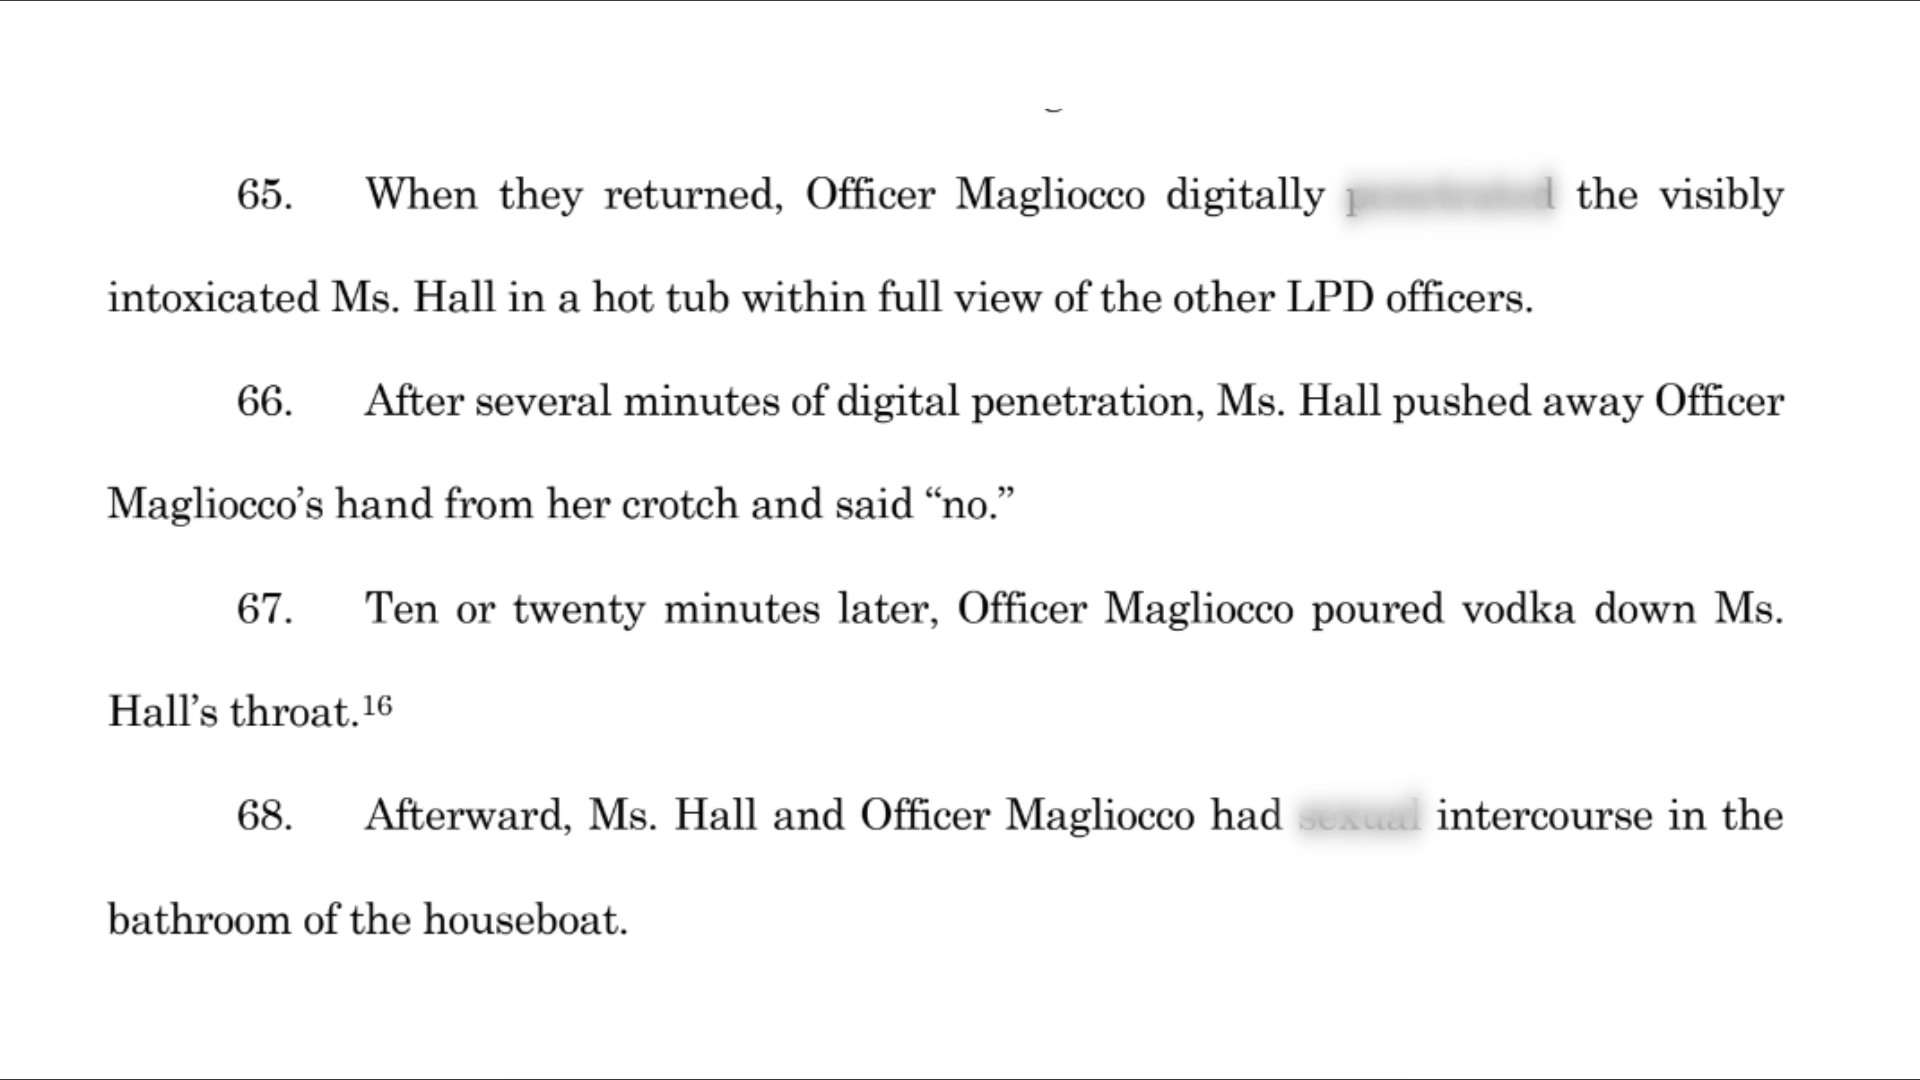 65. When they returned, Officer Magliocco digitally penetrated the visibly
intoxicated Ms. Hall in a hot tub within full view of the other LPD officers.
66. After several minutes of digital penetration, Ms. Hall pushed away Officer
Magliocco’s hand from her crotch and said “no.”
67. Ten or twenty minutes later, Officer Magliocco poured vodka down Ms.
Hall’s throat.16
68. Afterward, Ms. Hall and Officer Magliocco had sexual intercourse in the
bathroom of the houseboat.